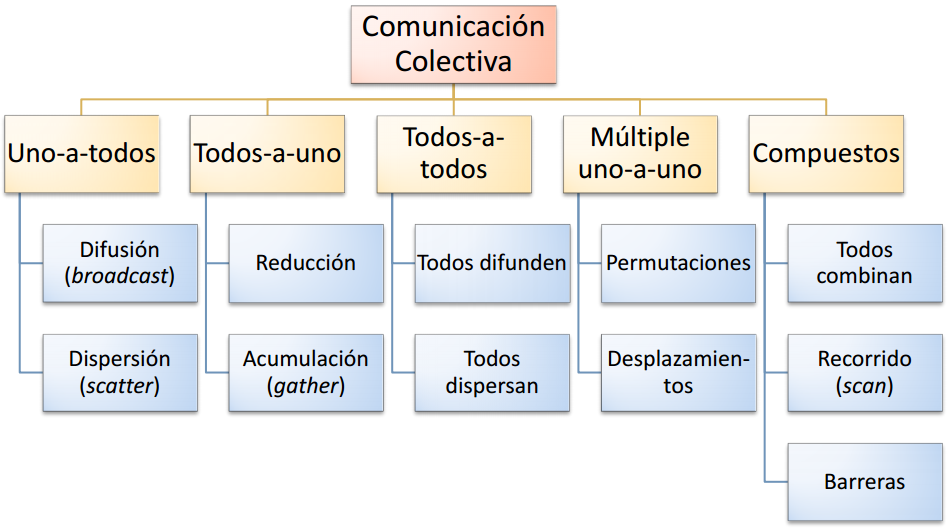 Comunicación
Colectiva
Uno-a-todos
Todos-a-uno
Todos-a-
todos
Múltiple
uno-a-uno
Compuestos
Difusión
(broadcast)
Reducción
Todos difunden
Permutaciones
Todos
combinan
Dispersión
(scatter)
Acumulación
(gather)
Todos
dispersan
Desplazamien-
tos
Recorrido
(scan)
Barreras